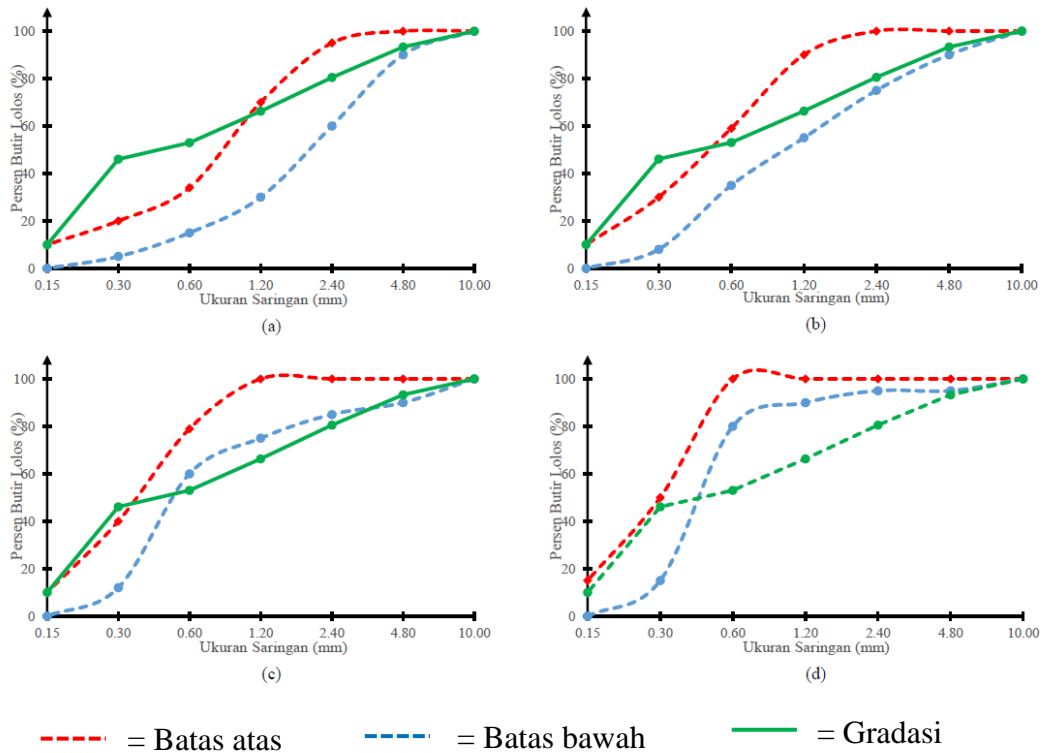 100
80
60
40
20
0
Persen Butir Lolos (%)
0.15 0.30 0.60 1.20 2.40 4.80 10.00
Ukuran Saringan (mm)
(a)
100
80
60
40
20
0
Persen Butir Lolos (%)
0.15 0.30 0.60 1.20 2.40 4.80 10.00
Ukuran Saringan (mm)
(b)
100
80
60
40
20
0
Persen Butir Lolos (%)
0.15 0.30 0.60 1.20 2.40 4.80 10.00
Ukuran Saringan (mm)
(c)
100
80
60
40
20
0
Persen Butir Lolos (%)
0.15 0.30 0.60 1.20 2.40 4.80 10.00
Ukuran Saringan (mm)
(d)
= Batas atas = Batas bawah = Gradasi